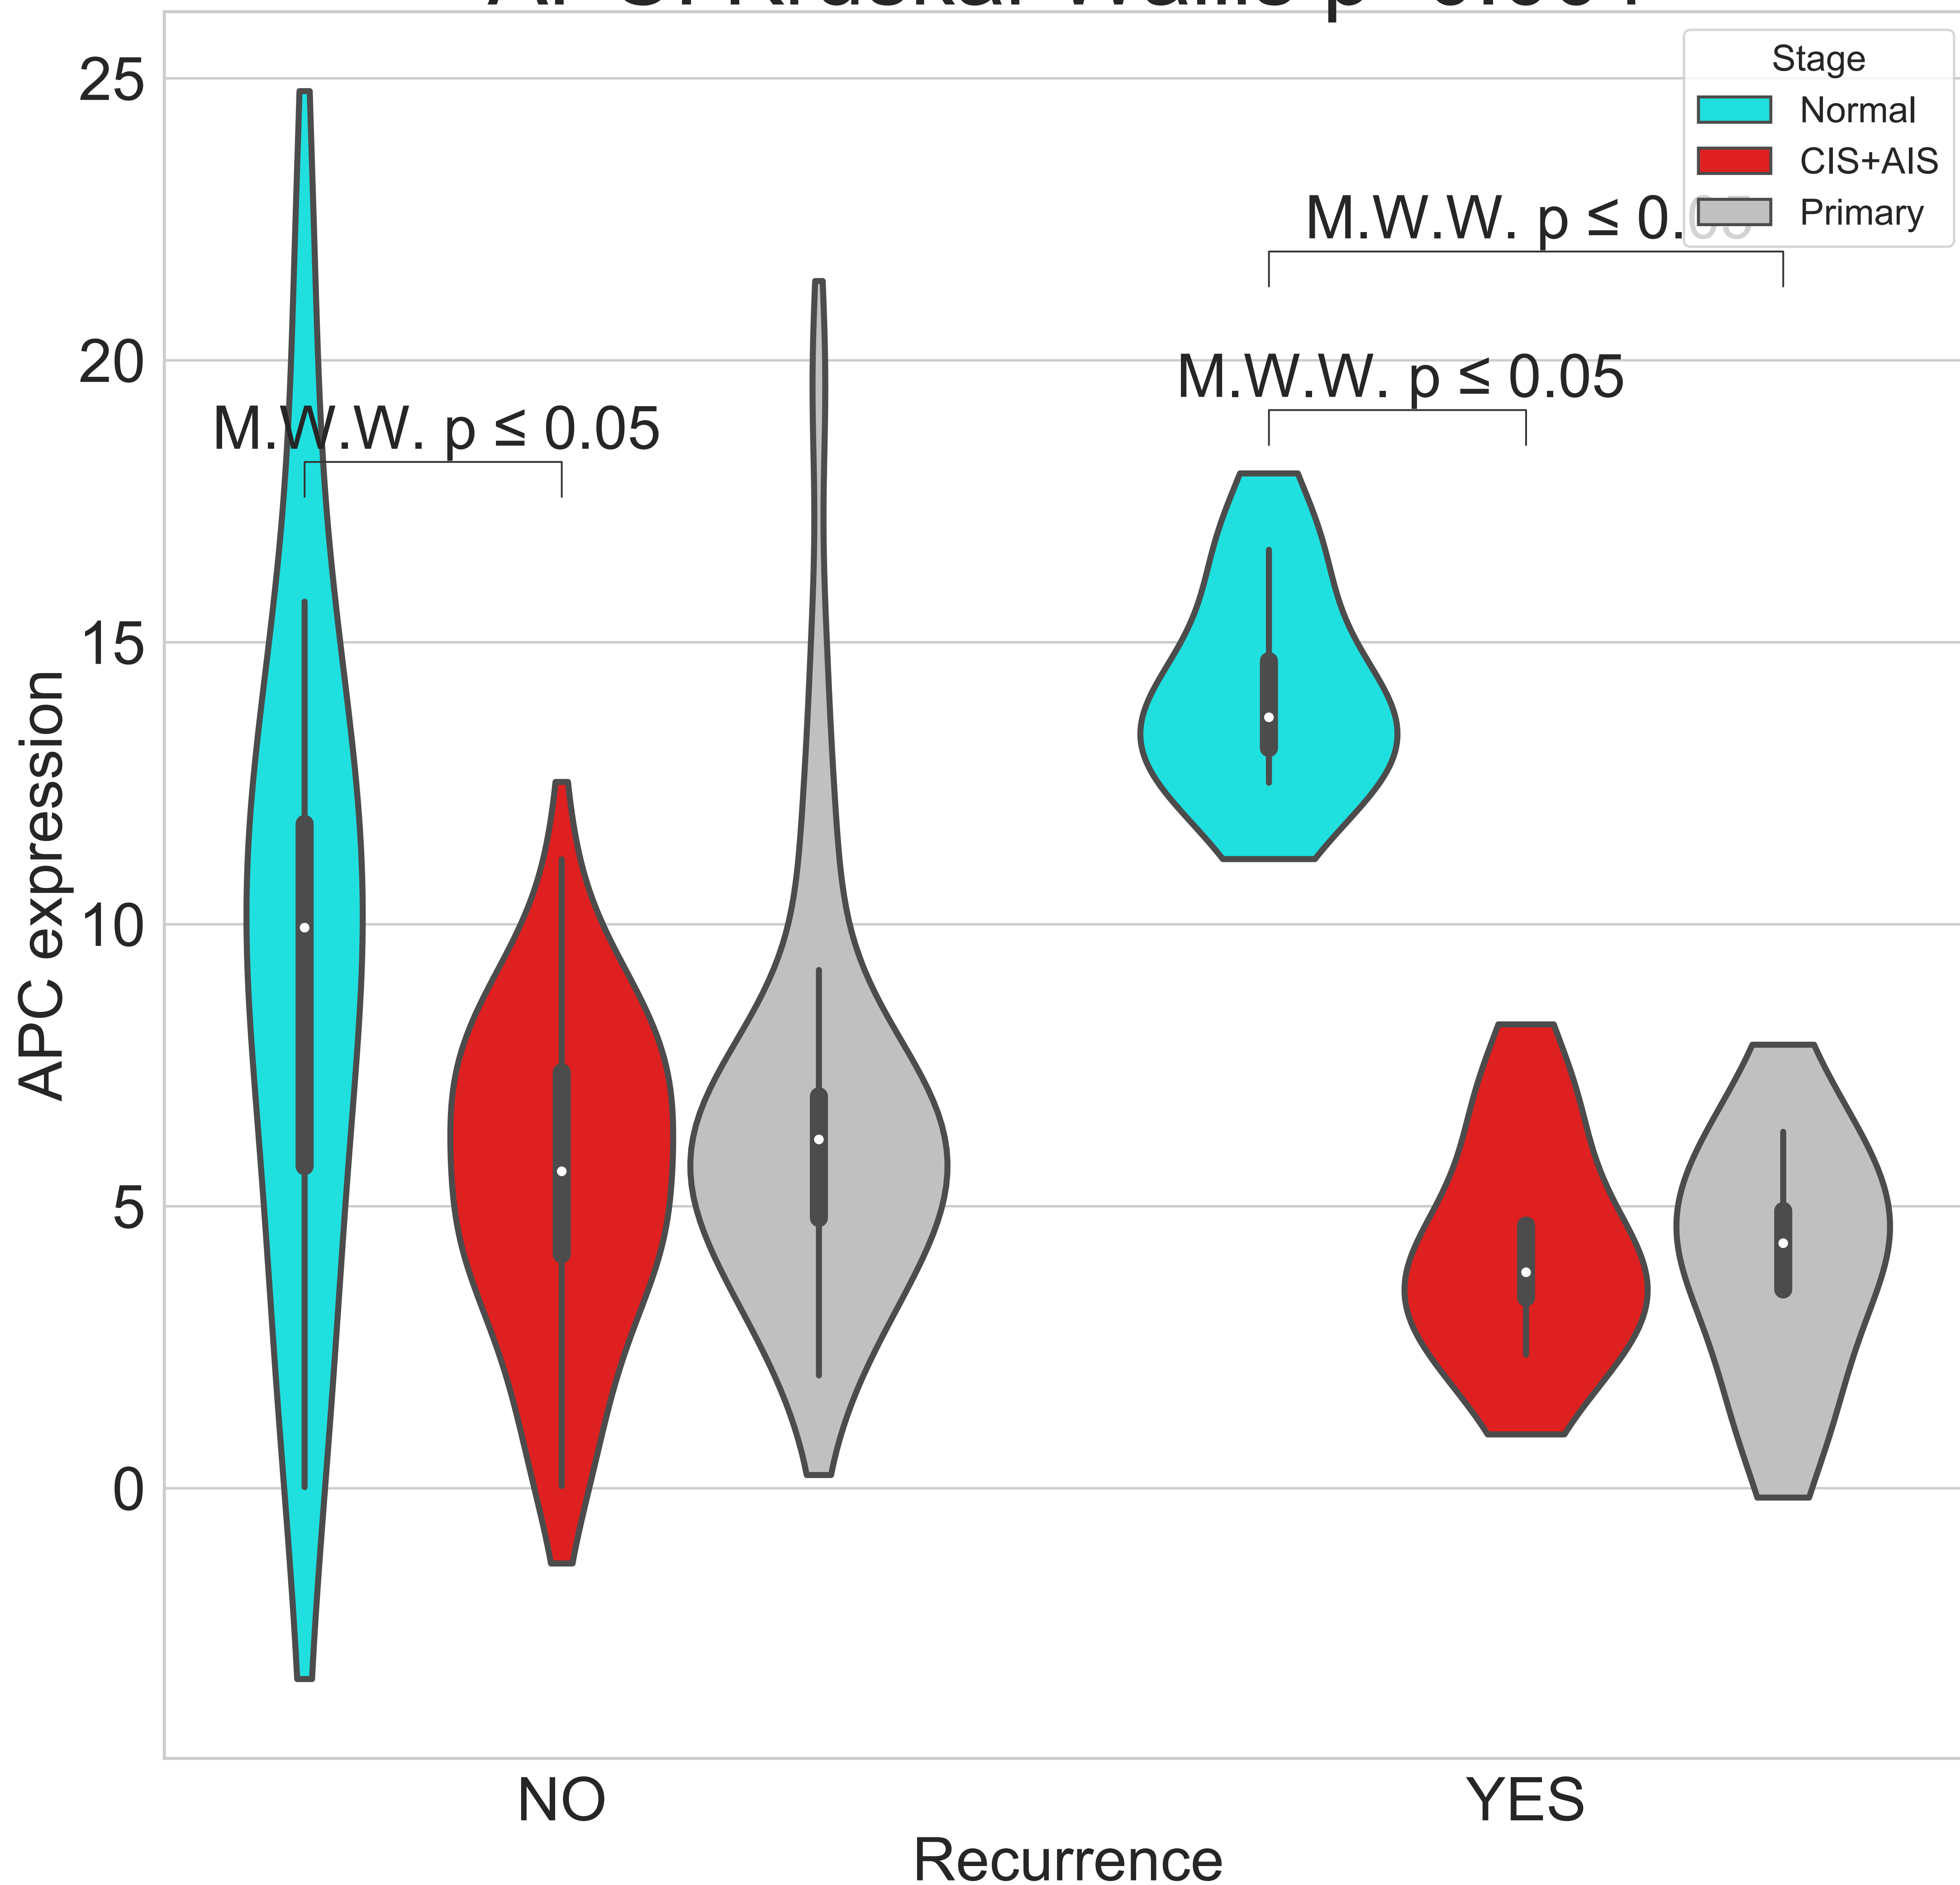 Stage
Normal
CIS+AIS
Primary
M.W.W. p ≤ 0.05
M.W.W. p ≤ 0.05
M.W.W. p ≤ 0.05
25
20
15
10
5
0
APC expression
NO
YES
Recurrence